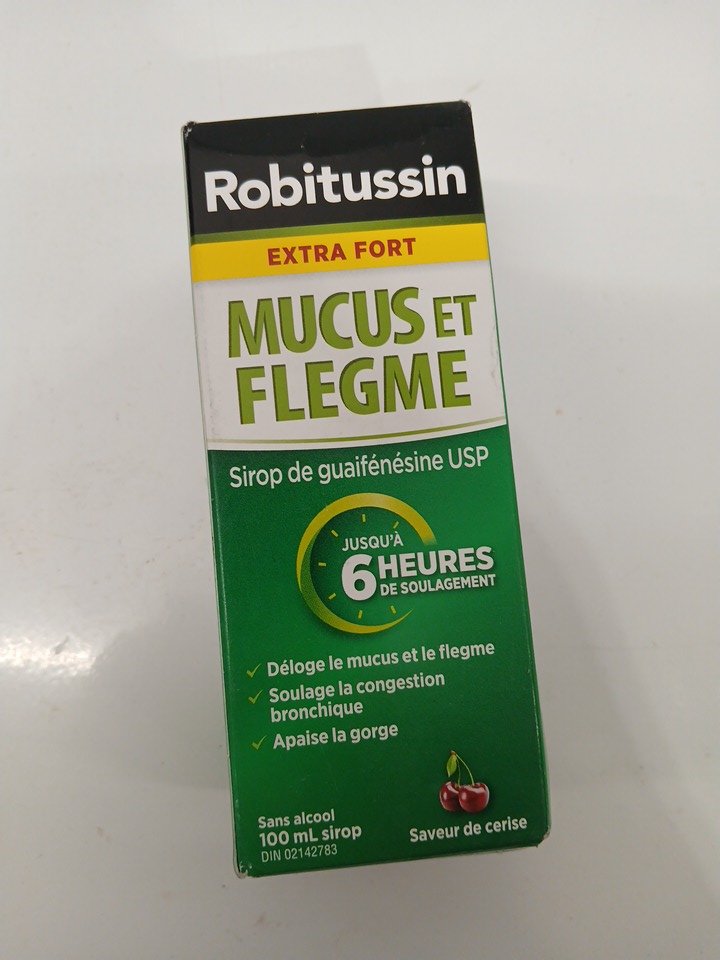 Robitussin
EXTRA FORT
MUCUS ET
FLEGME
Sirop de guaifénésine USP
JUSQU'À
6 HEURES
DE SOULAGEMENT
✓ Déloge le mucus et le flegme
✓ Soulage la congestion
bronchique
✓ Apaise la gorge
Sans alcool
100 mL sirop
DIN 02142783
Saveur de cerise